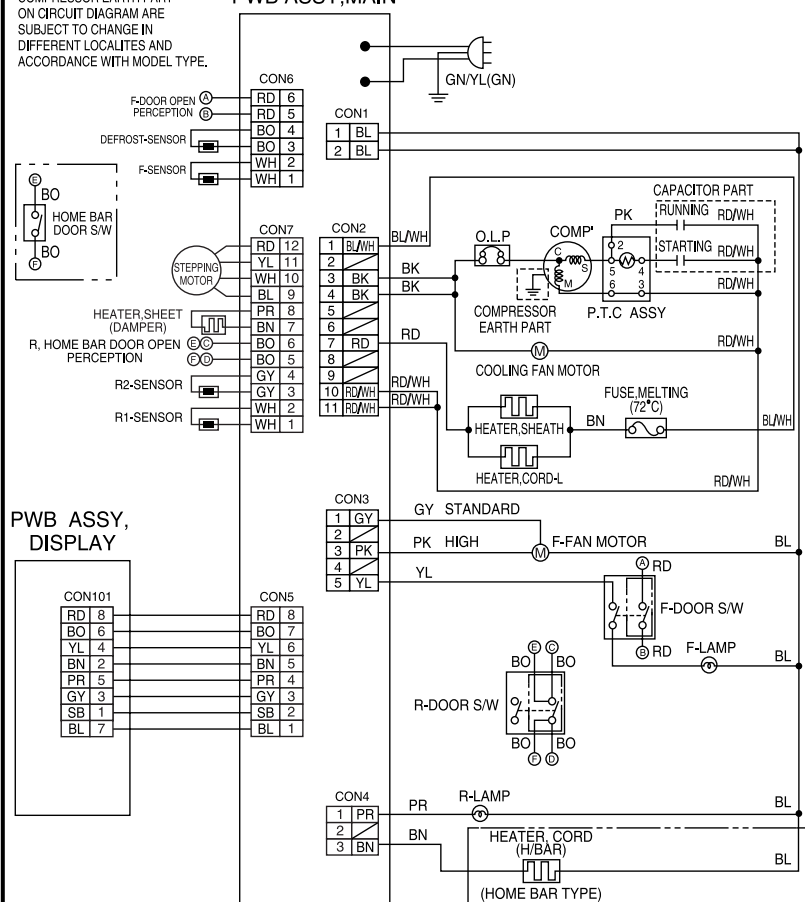 ON CIRCUIT DIAGRAM ARE
SUBJECT TO CHANGE IN
DIFFERENT LOCALITES AND
ACCORDANCE WITH MODEL TYPE.
PWB ASSY,MAIN
GN/YL(GN)
CON6
RD 6
RD 5
BO 4
BO 3
WH 2
WH 1
F-DOOR OPEN A
PERCEPTION B
DEFROST-SENSOR
F-SENSOR
CON1
1 BL
2 BL
E
BO
HOME BAR
DOOR S/W
BO
F
CON7
RD 12
YL 11
WH 10
BL 9
PR 8
BN 7
BO 6
BO 5
GY 4
GY 3
WH 2
WH 1
STEPPING
MOTOR
HEATER,SHEET
(DAMPER)
R, HOME BAR DOOR OPEN E C
PERCEPTION F D
R2-SENSOR
R1-SENSOR
CON2
1 BL/WH
2
3 BK
4 BK
5
6
7 RD
8
9
10 RD/WH
11 RD/WH
BL/WH
BK
BK
RD
RD/WH
RD/WH
O.L.P
COMP'
C
S
M
COMPRESSOR
EARTH PART
PK
2
5 4
6 3
P.T.C ASSY
CAPACITOR PART
RUNNING RD/WH
STARTING RD/WH
RD/WH
M RD/WH
COOLING FAN MOTOR
HEATER,SHEATH
HEATER,CORD-L
BN
FUSE,MELTING
(72°C)
BL/WH
RD/WH
CON3
1 GY
2
3 PK
4
5 YL
GY STANDARD
PK HIGH
YL
M F-FAN MOTOR
BL
A RD
F-DOOR S/W
B RD
F-LAMP
BL
PWB ASSY,
DISPLAY
CON101
RD 8
BO 6
YL 4
BN 2
PR 5
GY 3
SB 1
BL 7
CON5
RD 8
BO 7
YL 6
BN 5
PR 4
GY 3
SB 2
BL 1
E C
BO BO
R-DOOR S/W
BO BO
F D
CON4
1 PR
2
3 BN
PR
R-LAMP
BL
BN
HEATER, CORD
(H/BAR)
BL
(HOME BAR TYPE)